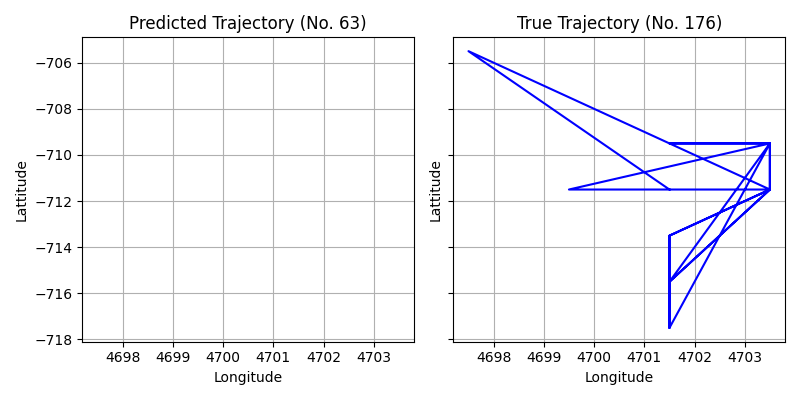 Predicted Trajectory (No. 63)
True Trajectory (No. 176)
−706
−708
−710
−712
−714
−716
−718
Lattitude
4698 4699 4700 4701 4702 4703
Longitude
Lattitude
4698 4699 4700 4701 4702 4703
Longitude